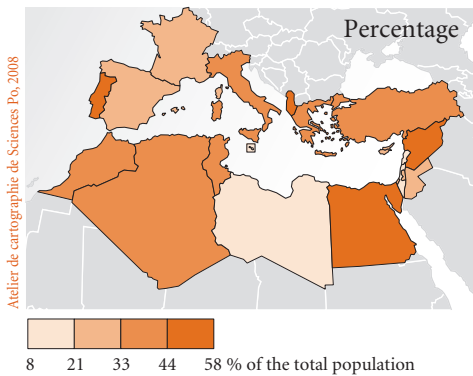 Percentage
Atelier de cartographie de Sciences Po, 2008
8 21 33 44 58 % of the total population